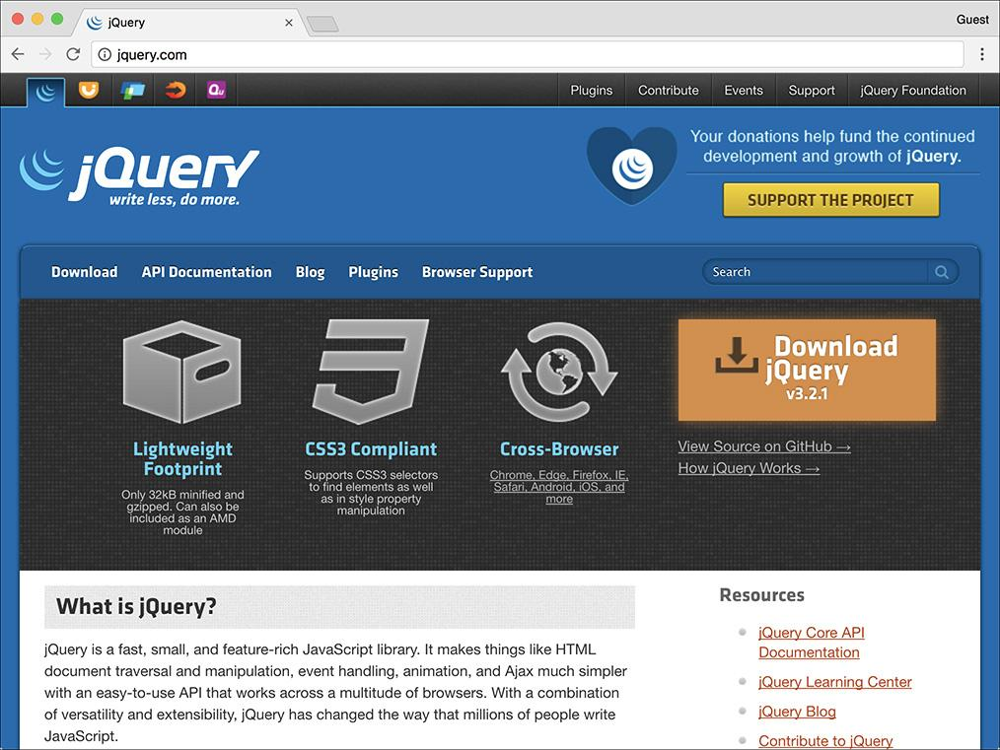 jQuery
Guest
jquery.com
Qu
Plugins
Contribute
Events
Support
jQuery Foundation
jQuery
write less, do more.
Your donations help fund the continued
development and growth of jQuery.
SUPPORT THE PROJECT
Download
API Documentation
Blog
Plugins
Browser Support
Search
Lightweight
Footprint
Only 32kB minified and
gzipped. Can also be
included as an AMD
module
CSS3 Compliant
Supports CSS3 selectors
to find elements as well
as in style property
manipulation
Cross-Browser
Chrome, Edge, Firefox, IE,
Safari, Android, iOS, and
more
Download
jQuery
v3.2.1
View Source on GitHub →
How jQuery Works →
What is jQuery?
jQuery is a fast, small, and feature-rich JavaScript library. It makes things like HTML
document traversal and manipulation, event handling, animation, and Ajax much simpler
with an easy-to-use API that works across a multitude of browsers. With a combination
of versatility and extensibility, jQuery has changed the way that millions of people write
JavaScript.
Resources
jQuery Core API
Documentation
jQuery Learning Center
jQuery Blog
Contribute to jQuery